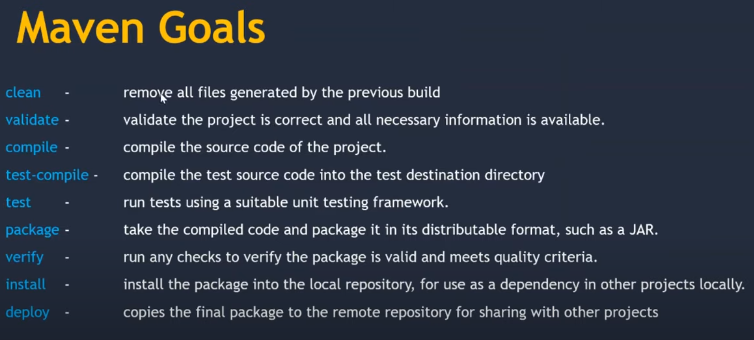 Maven Goals
clean - remove all files generated by the previous build
validate - validate the project is correct and all necessary information is available.
compile - compile the source code of the project.
test-compile - compile the test source code into the test destination directory
test - run tests using a suitable unit testing framework.
package - take the compiled code and package it in its distributable format, such as a JAR.
verify - run any checks to verify the package is valid and meets quality criteria.
install - install the package into the local repository, for use as a dependency in other projects locally.
deploy - copies the final package to the remote repository for sharing with other projects